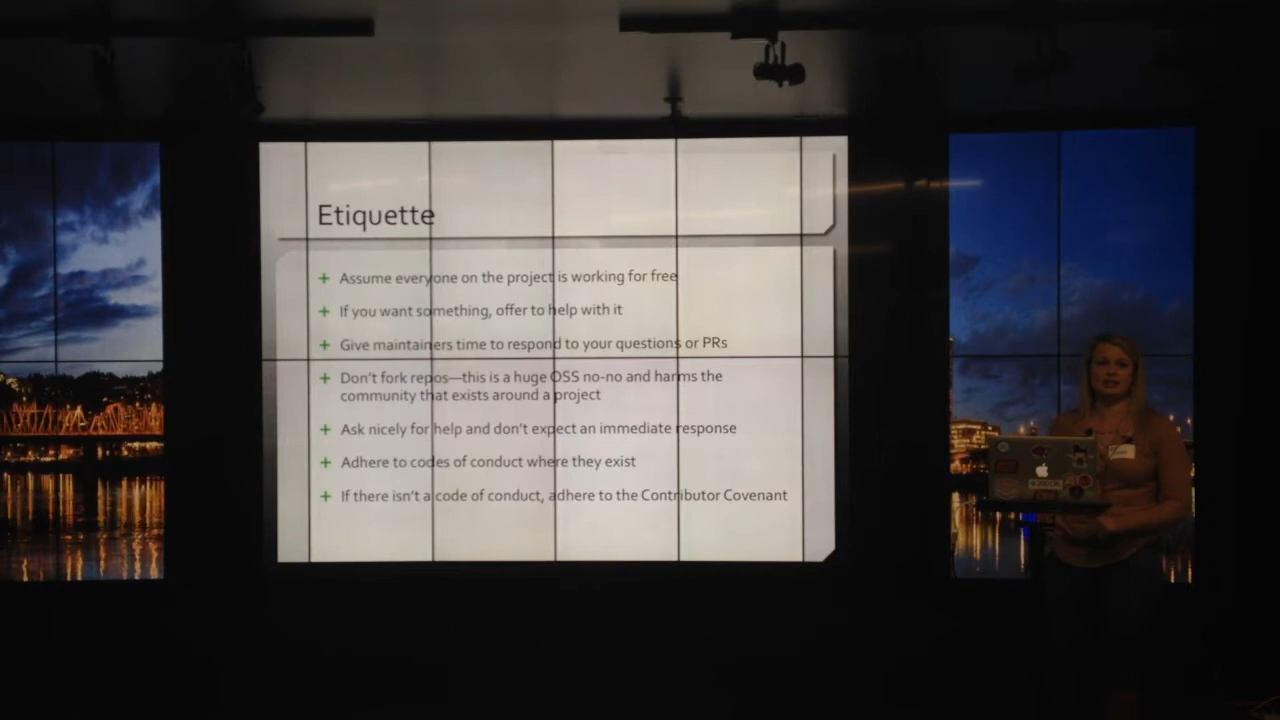 Etiquette
+ Assume everyone on the project is working for free
+ If you want something, offer to help with it
+ Give maintainers time to respond to your questions or PRs
+ Don't fork repos—this is a huge OSS no-no and harms the
community that exists around a project
+ Ask nicely for help and don't expect an immediate response
+ Adhere to codes of conduct where they exist
+ If there isn't a code of conduct, adhere to the Contributor Covenant